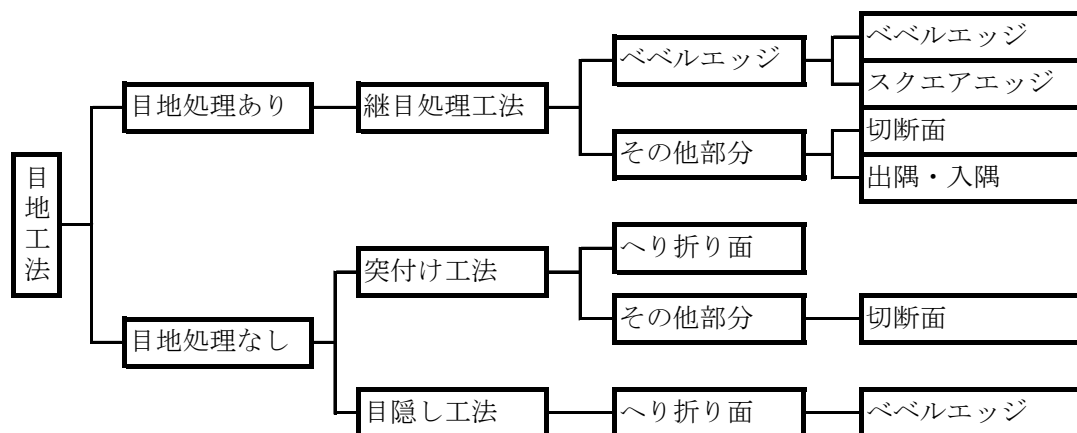 目地工法
目地処理あり
継目処理工法
ベベルエッジ
ベベルエッジ
スクエアエッジ
その他部分
切断面
出隅・入隅
目地処理なし
突付け工法
へり折り面
その他部分
切断面
目隠し工法
へり折り面
ベベルエッジ